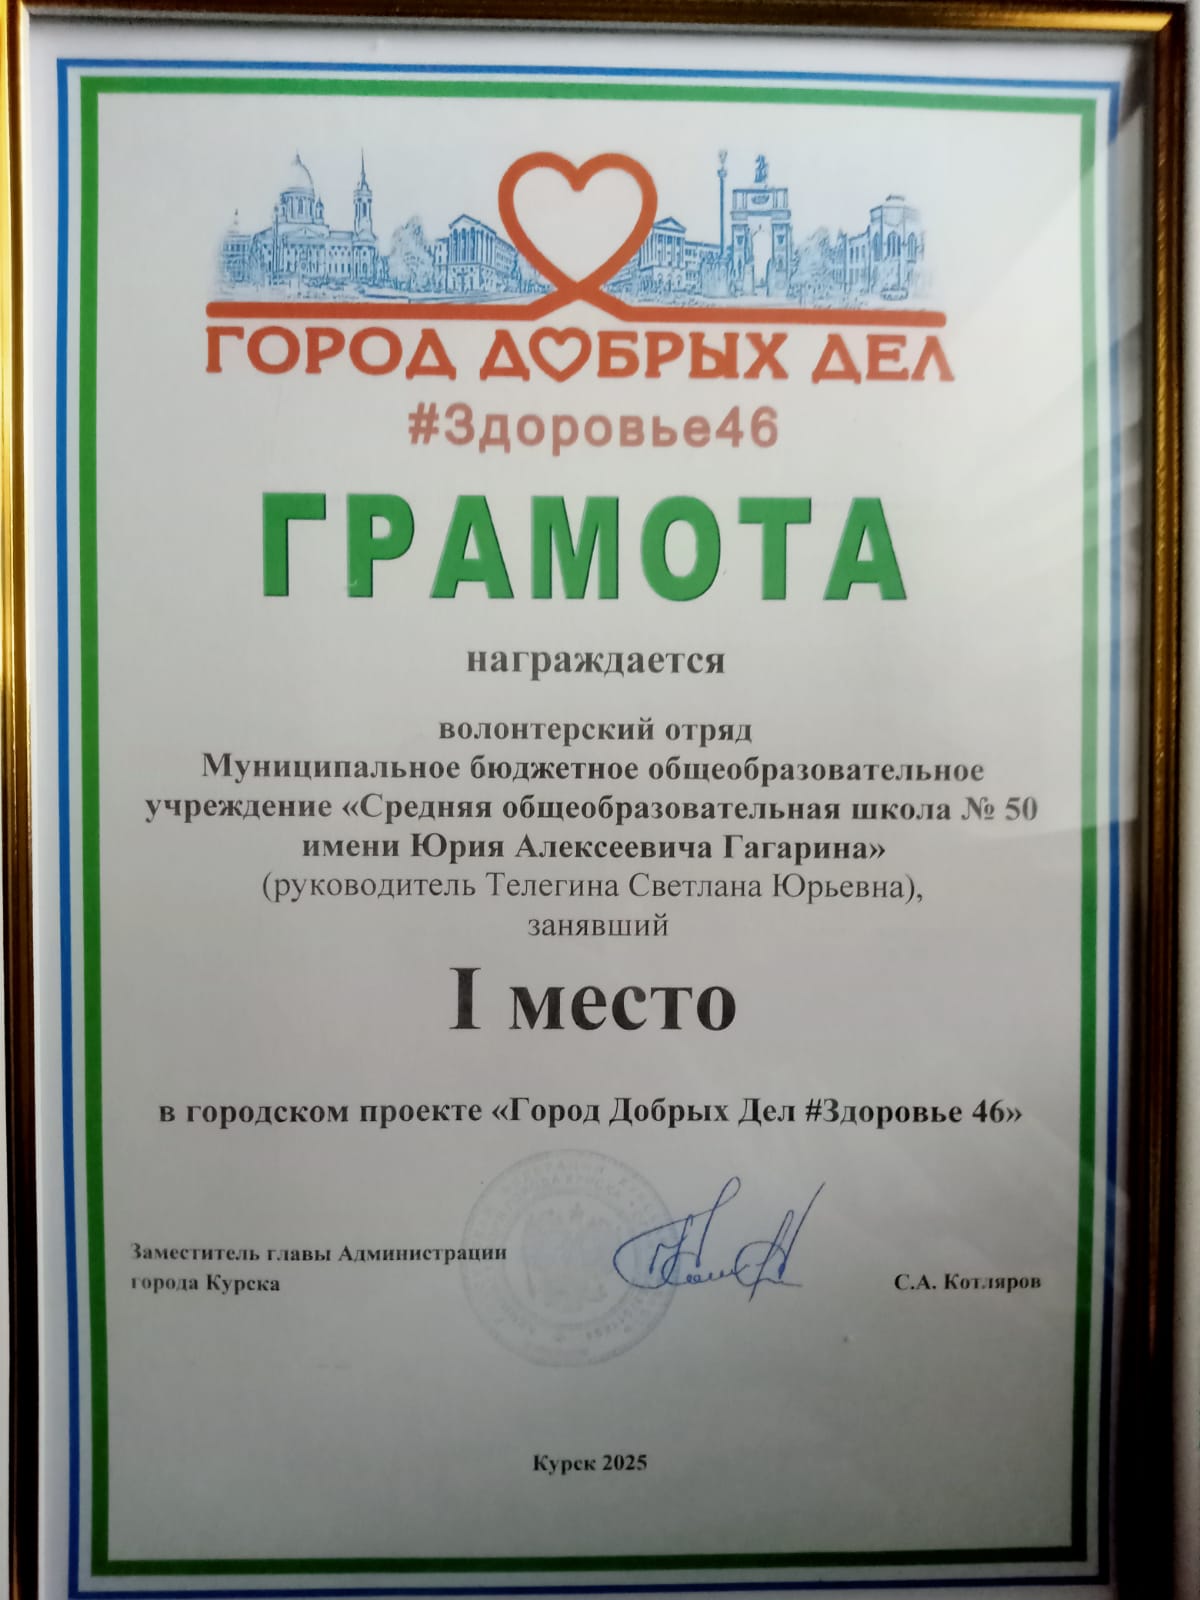 ГОРОД ДОБРЫХ ДЕЛ
#Здоровье46
ГРАМОТА
награждается
волонтерский отряд
Муниципальное бюджетное общеобразовательное
учреждение «Средняя общеобразовательная школа № 50
имени Юрия Алексеевича Гагарина»
(руководитель Телегина Светлана Юрьевна),
занявший
I место
в городском проекте «Город Добрых Дел #Здоровье 46»
Заместитель главы Администрации
города Курска
С.А. Котляров
Курск 2025